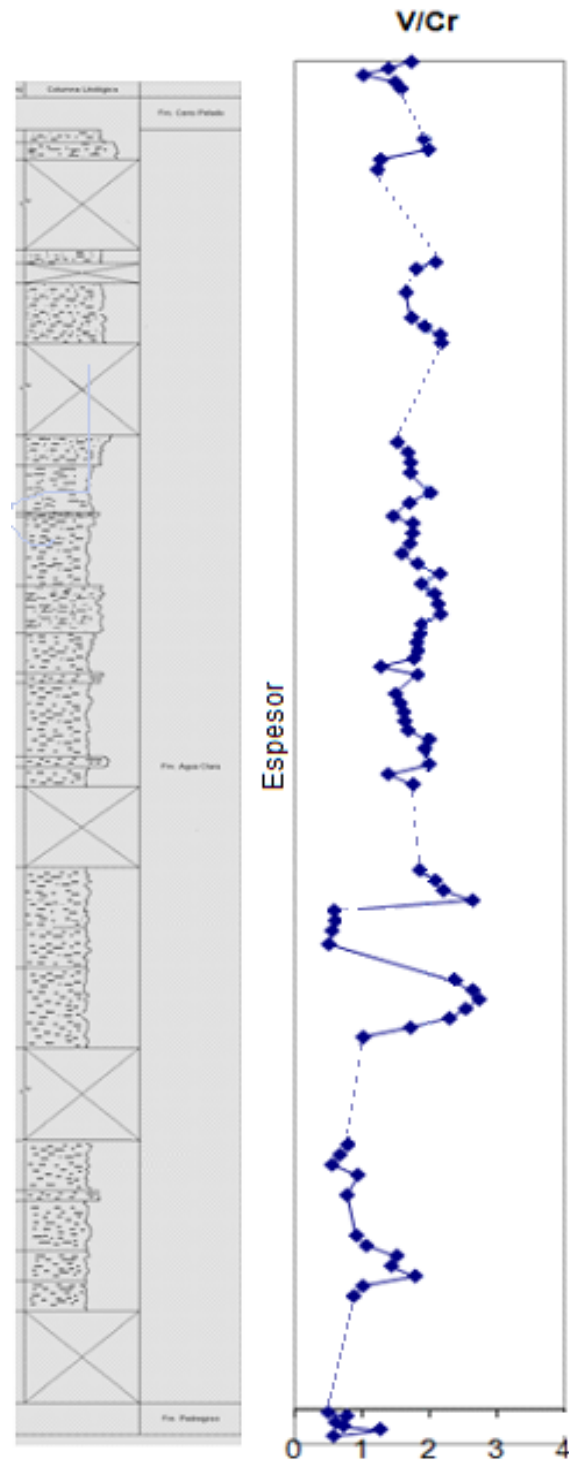 V/Cr
Columna Litológica
Fm. Cerro Pelado
Espesor
Fm. Agua Clara
Fm. Pedregoso
0 1 2 3 4